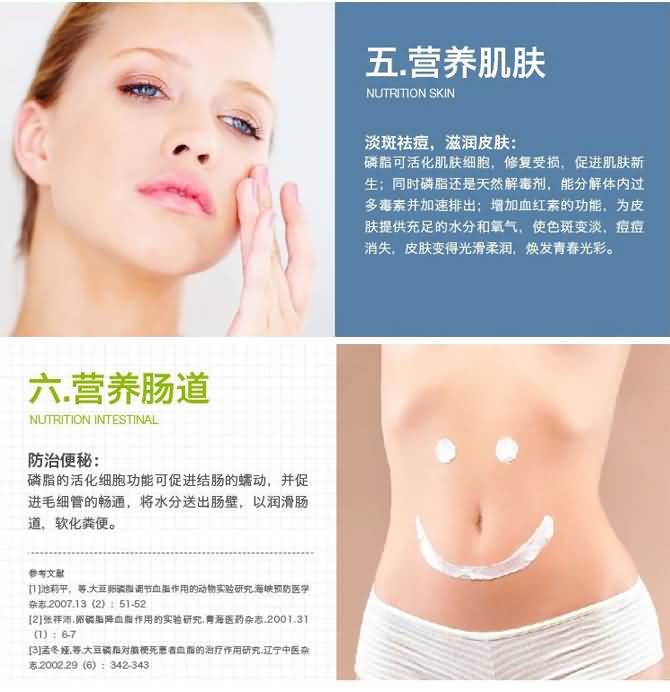 五.营养肌肤
NUTRITION SKIN
淡斑祛痘，滋润皮肤：
磷脂可活化肌肤细胞，修复受损，促进肌肤新
生；同时磷脂还是天然解毒剂，能分解体内过
多毒素并加速排出；增加血红素的功能，为皮
肤提供充足的水分和氧气，使色斑变淡，痘痘
消失，皮肤变得光滑柔润，焕发青春光彩。
六.营养肠道
NUTRITION INTESTINAL
防治便秘：
磷脂的活化细胞功能可促进结肠的蠕动，并促
进毛细管的畅通，将水分送出肠壁，以润滑肠
道，软化粪便。
参考文献
[1]池莉平，等.大豆卵磷脂调节血脂作用的动物实验研究.海峡预防医学
杂志.2007.13（2）：51-52
[2]张祥沛.卵磷脂降血脂作用的实验研究.青海医药杂志.2001.31
（1）：6-7
[3]孟冬娅,等.大豆磷脂对脑梗死患者血脂的治疗作用研究.辽宁中医杂
志.2002.29（6）：342-343